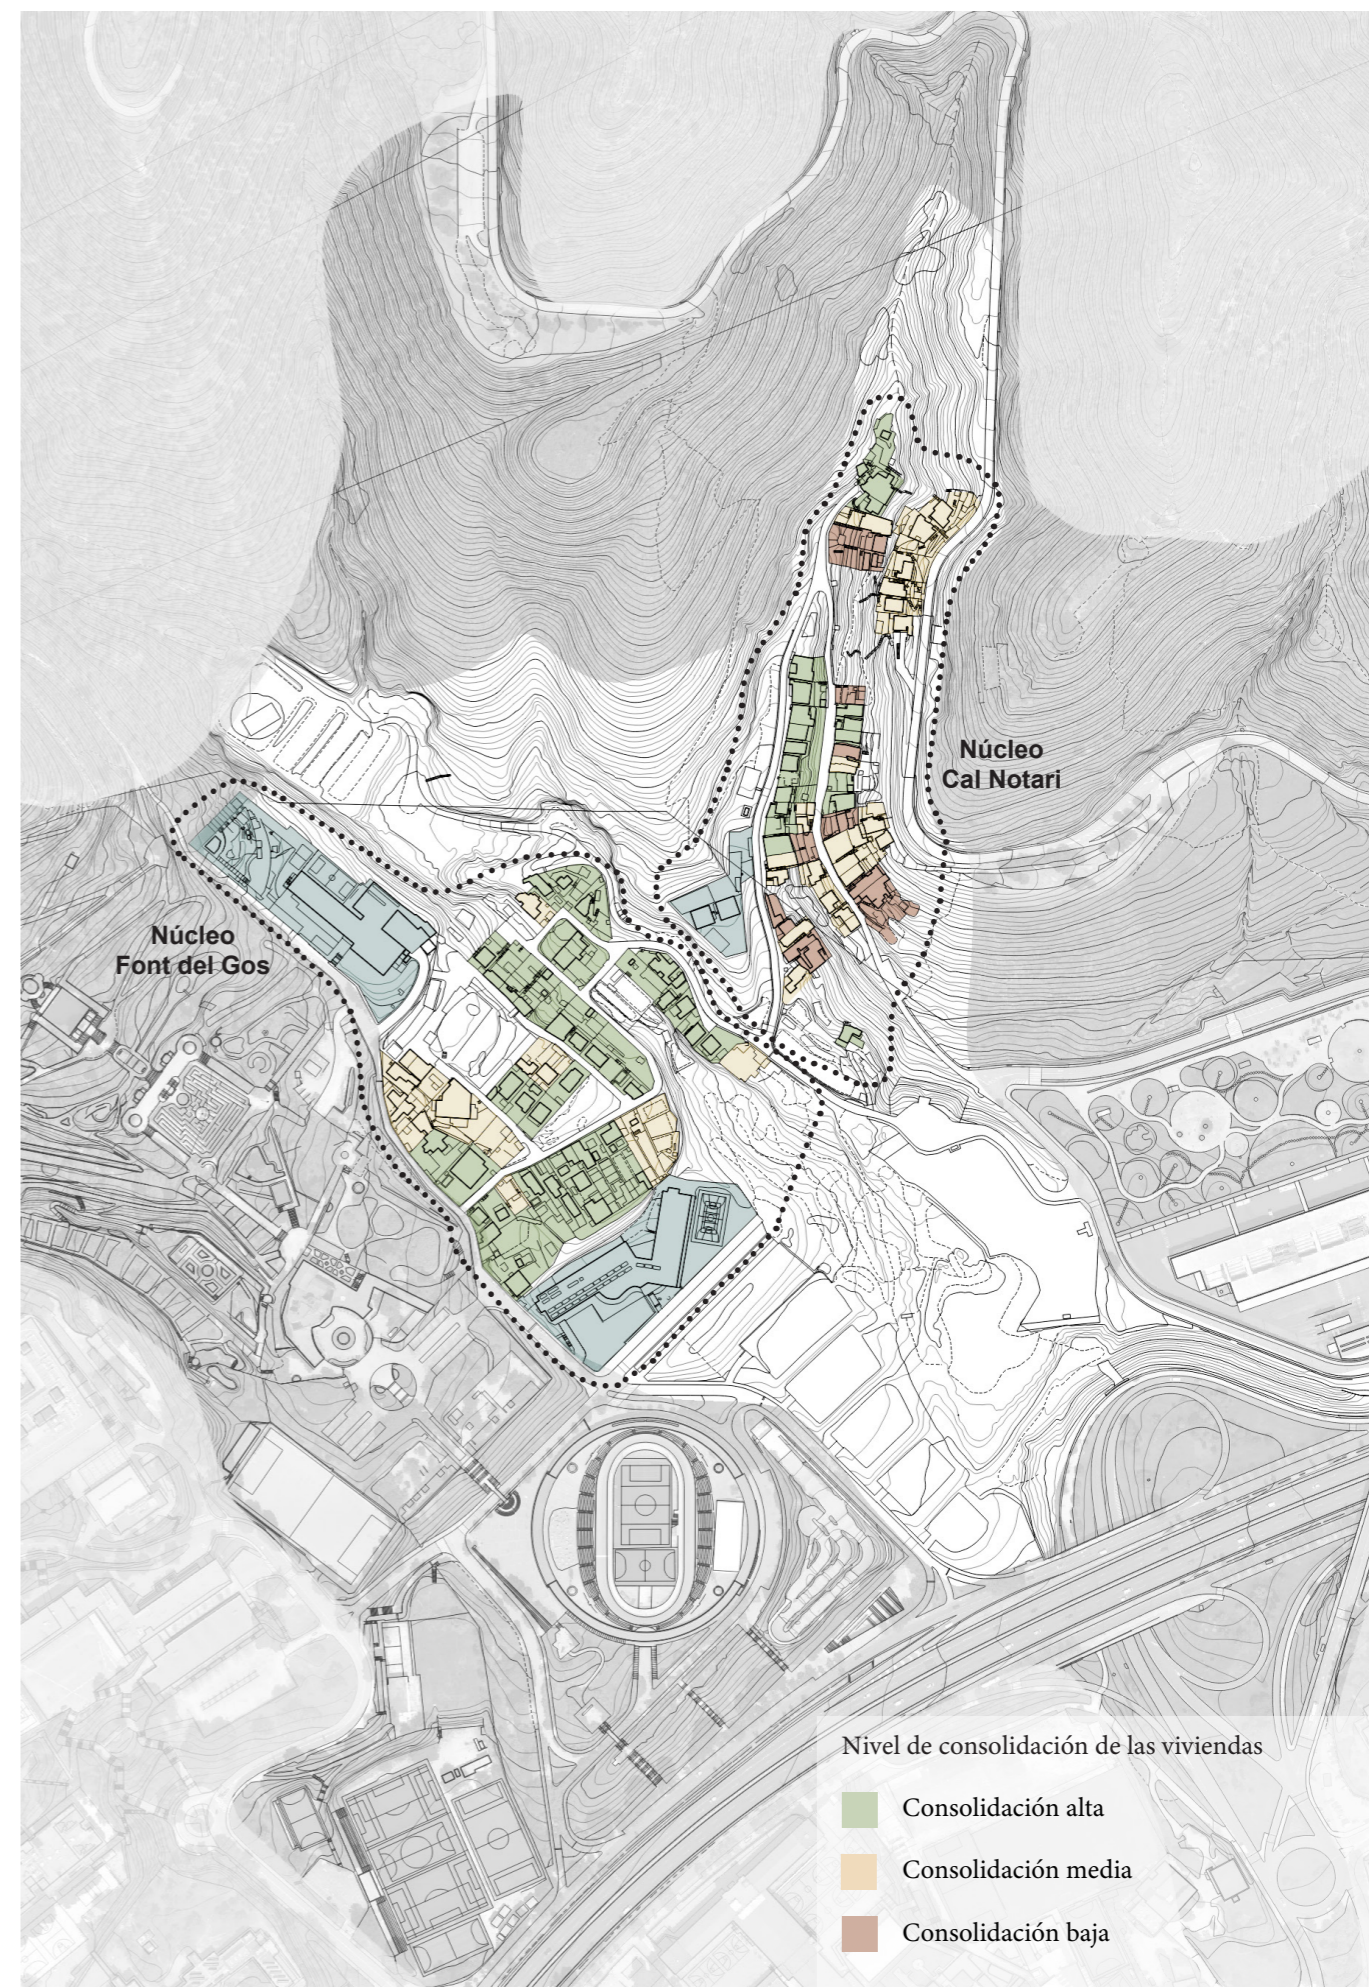 Núcleo
Cal Notari
Núcleo
Font del Gos
Nivel de consolidación de las viviendas
Consolidación alta
Consolidación media
Consolidación baja